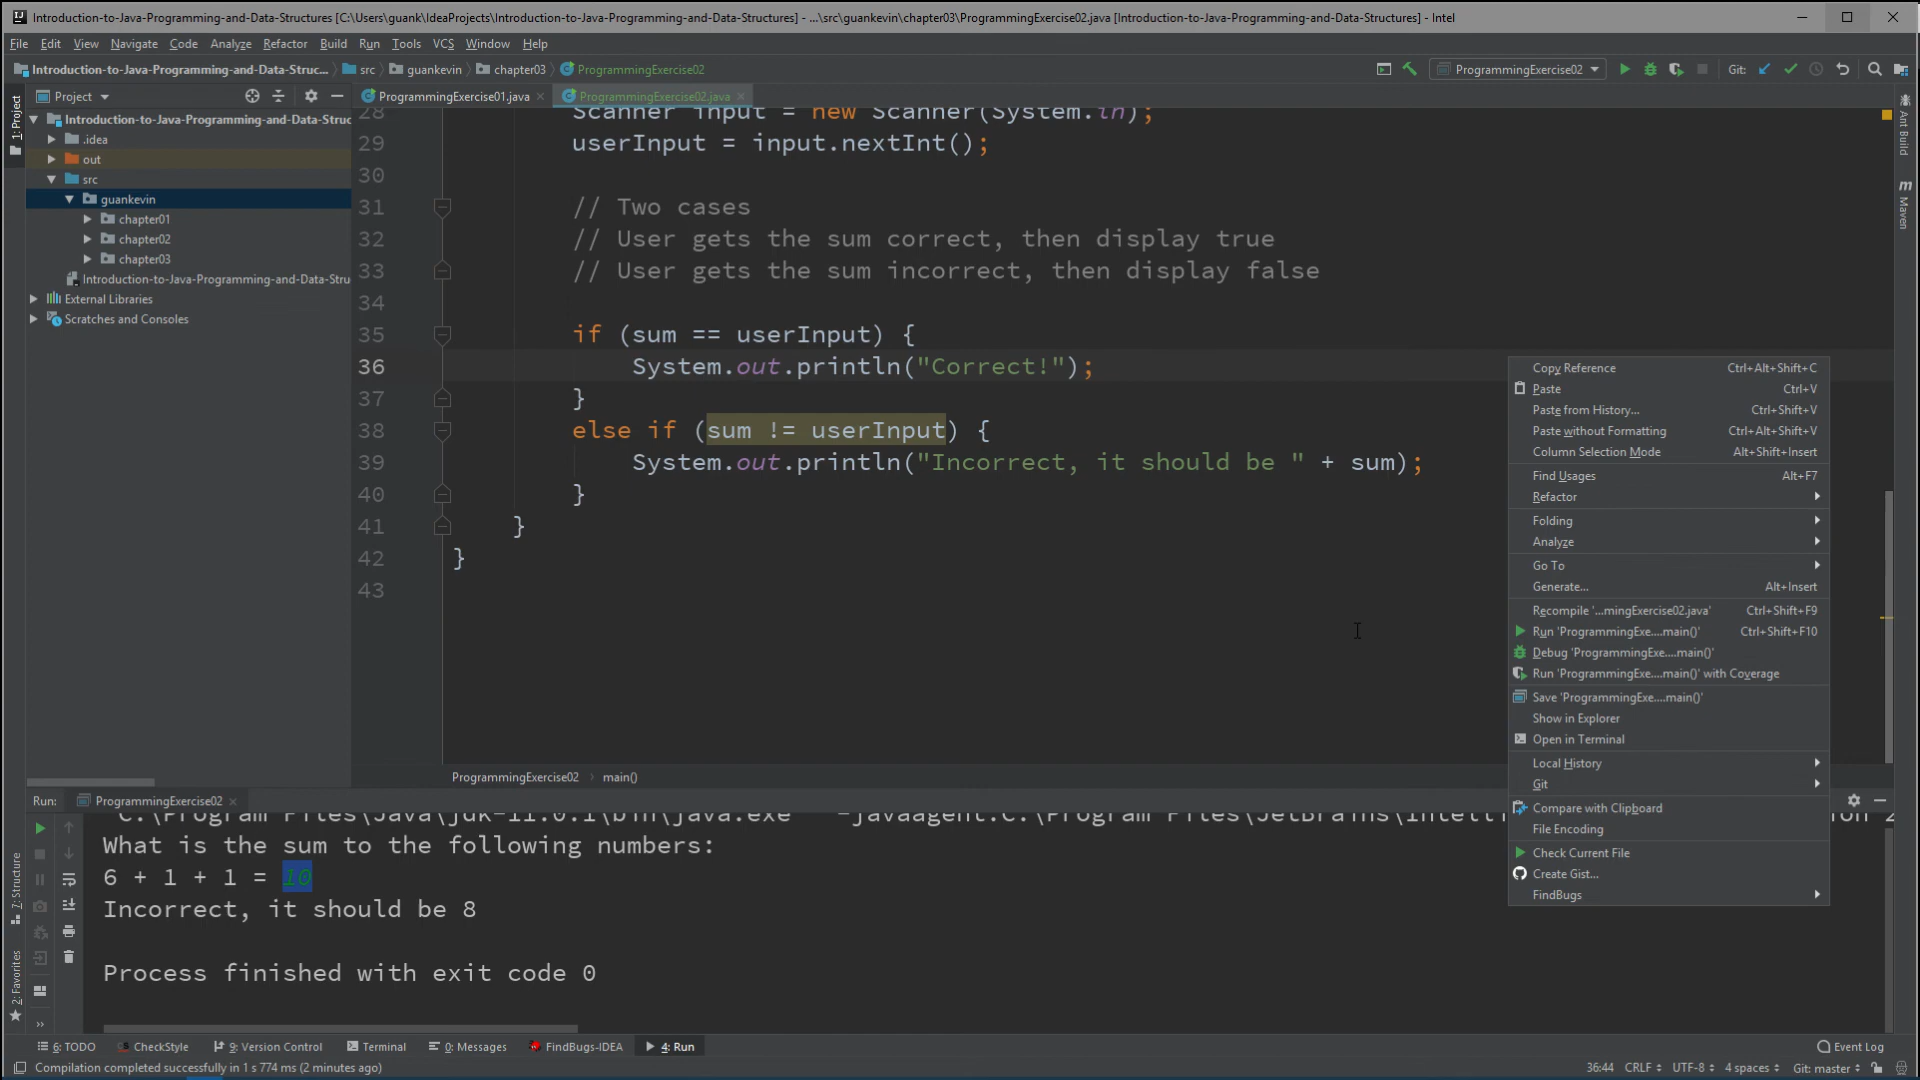 Introduction-to-Java-Programming-and-Data-Structures [C:\Users\guank\IdeaProjects\Introduction-to-Java-Programming-and-Data-Structures] - ...\src\guankevin\chapter03\ProgrammingExercise02.java [Introduction-to-Java-Programming-and-Data-Structures] - Intel
File Edit View Navigate Code Analyze Refactor Build Run Tools VCS Window Help
Introduction-to-Java-Programming-and-Data-Struc... src guankevin chapter03 ProgrammingExercise02 ProgrammingExercise02 Git:
Project ProgrammingExercise01.java ProgrammingExercise02.java
1: Project
Introduction-to-Java-Programming-and-Data-Struc
.idea
out
src
guankevin
chapter01
chapter02
chapter03
Introduction-to-Java-Programming-and-Data-Stru
External Libraries
Scratches and Consoles
28 Scanner input = new Scanner(System.in);
29 userInput = input.nextInt();
30
31 // Two cases
32 // User gets the sum correct, then display true
33 // User gets the sum incorrect, then display false
34
35 if (sum == userInput) {
36 System.out.println("Correct!");
37 }
38 else if (sum != userInput) {
39 System.out.println("Incorrect, it should be " + sum);
40 }
41 }
42 }
43
Ant Build
Maven
Copy Reference Ctrl+Alt+Shift+C
Paste Ctrl+V
Paste from History... Ctrl+Shift+V
Paste without Formatting Ctrl+Alt+Shift+V
Column Selection Mode Alt+Shift+Insert
Find Usages Alt+F7
Refactor
Folding
Analyze
Go To
Generate... Alt+Insert
Recompile '...mingExercise02.java' Ctrl+Shift+F9
Run 'ProgrammingExe....main()' Ctrl+Shift+F10
Debug 'ProgrammingExe....main()'
Run 'ProgrammingExe....main()' with Coverage
Save 'ProgrammingExe....main()'
Show in Explorer
Open in Terminal
Local History
Git
Compare with Clipboard
File Encoding
Check Current File
Create Gist...
FindBugs
ProgrammingExercise02 main()
Run: ProgrammingExercise02
"C:\Program Files\Java\jdk-11.0.1\bin\java.exe" "-javaagent:C:\Program Files\JetBrains\Intelli
What is the sum to the following numbers:
6 + 1 + 1 = 10
Incorrect, it should be 8
Process finished with exit code 0
7: Structure
2: Favorites
6: TODO CheckStyle 9: Version Control Terminal 0: Messages FindBugs-IDEA 4: Run Event Log
Compilation completed successfully in 1 s 774 ms (2 minutes ago) 36:44 CRLF UTF-8 4 spaces Git: master